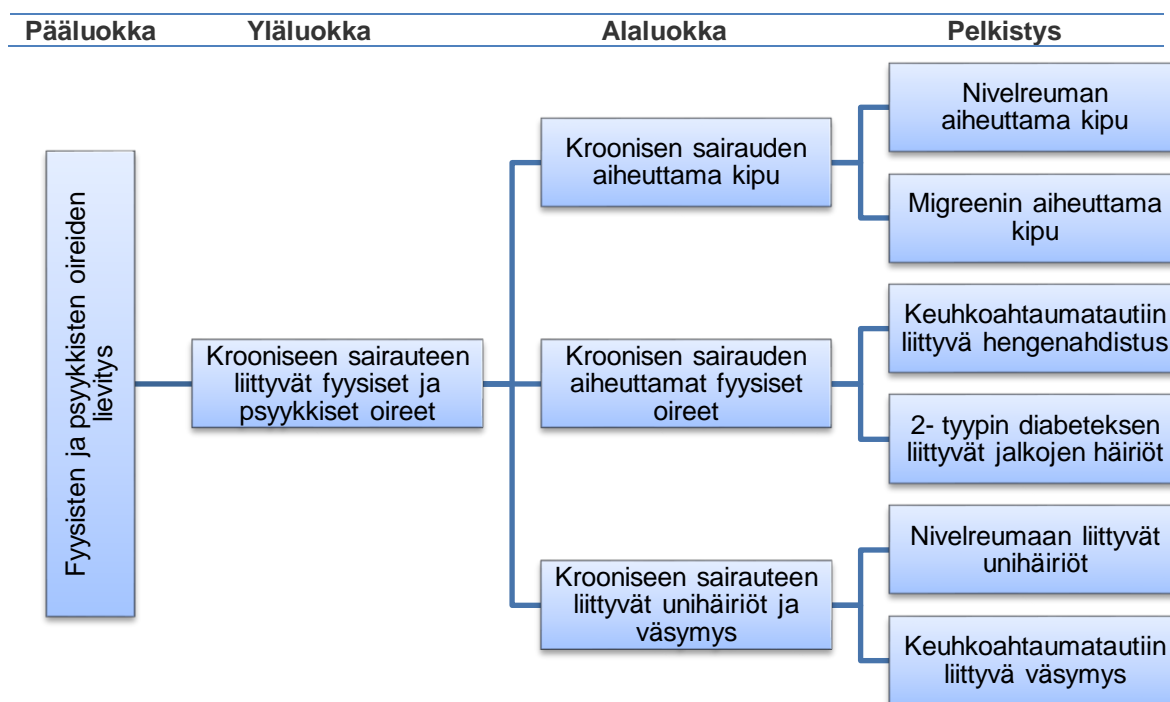 Pääluokka Yläluokka Alaluokka Pelkistys
Fyysisten ja psyykkisten oireiden
lievitys
Krooniseen sairauteen
liittyvät fyysiset ja
psyykkiset oireet
Kroonisen sairauden
aiheuttama kipu
Nivelreuman
aiheuttama kipu
Migreenin aiheuttama
kipu
Kroonisen sairauden
aiheuttamat fyysiset
oireet
Keuhkoahtaumatautiin
liittyvä hengenahdistus
2- tyypin diabeteksen
liittyvät jalkojen häiriöt
Krooniseen sairauteen
liittyvät unihäiriöt ja
väsymys
Nivelreumaan liittyvät
unihäiriöt
Keuhkoahtaumatautiin
liittyvä väsymys